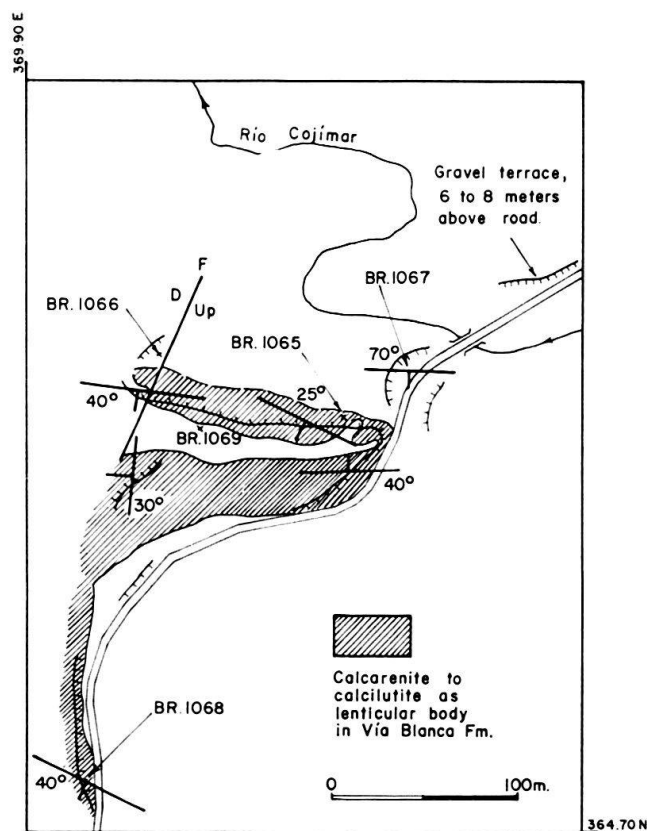 369.90 E
Río Cojímar
Gravel terrace,
6 to 8 meters
above road.
F
D
Up
BR.1067
BR.1066
BR.1065
70°
25°
40°
BR.1069
40°
30°
Calcarenite to
calcilutite as
lenticular body
in Vía Blanca Fm.
BR.1068
40°
0 100m.
364.70 N